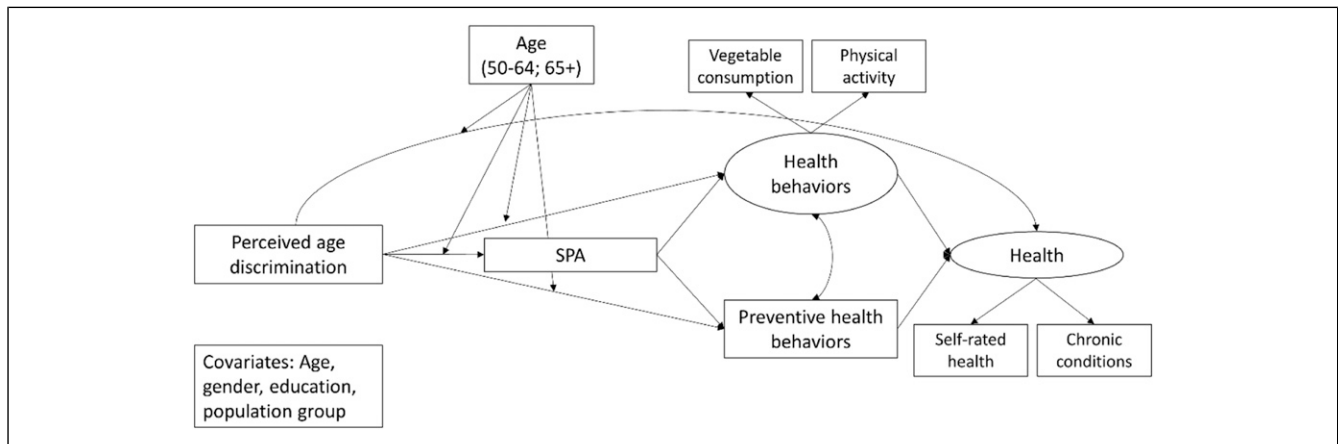 Age
(50-64; 65+)
Vegetable
consumption
Physical
activity
Health
behaviors
Perceived age
discrimination
SPA
Health
Preventive health
behaviors
Self-rated
health
Chronic
conditions
Covariates: Age,
gender, education,
population group